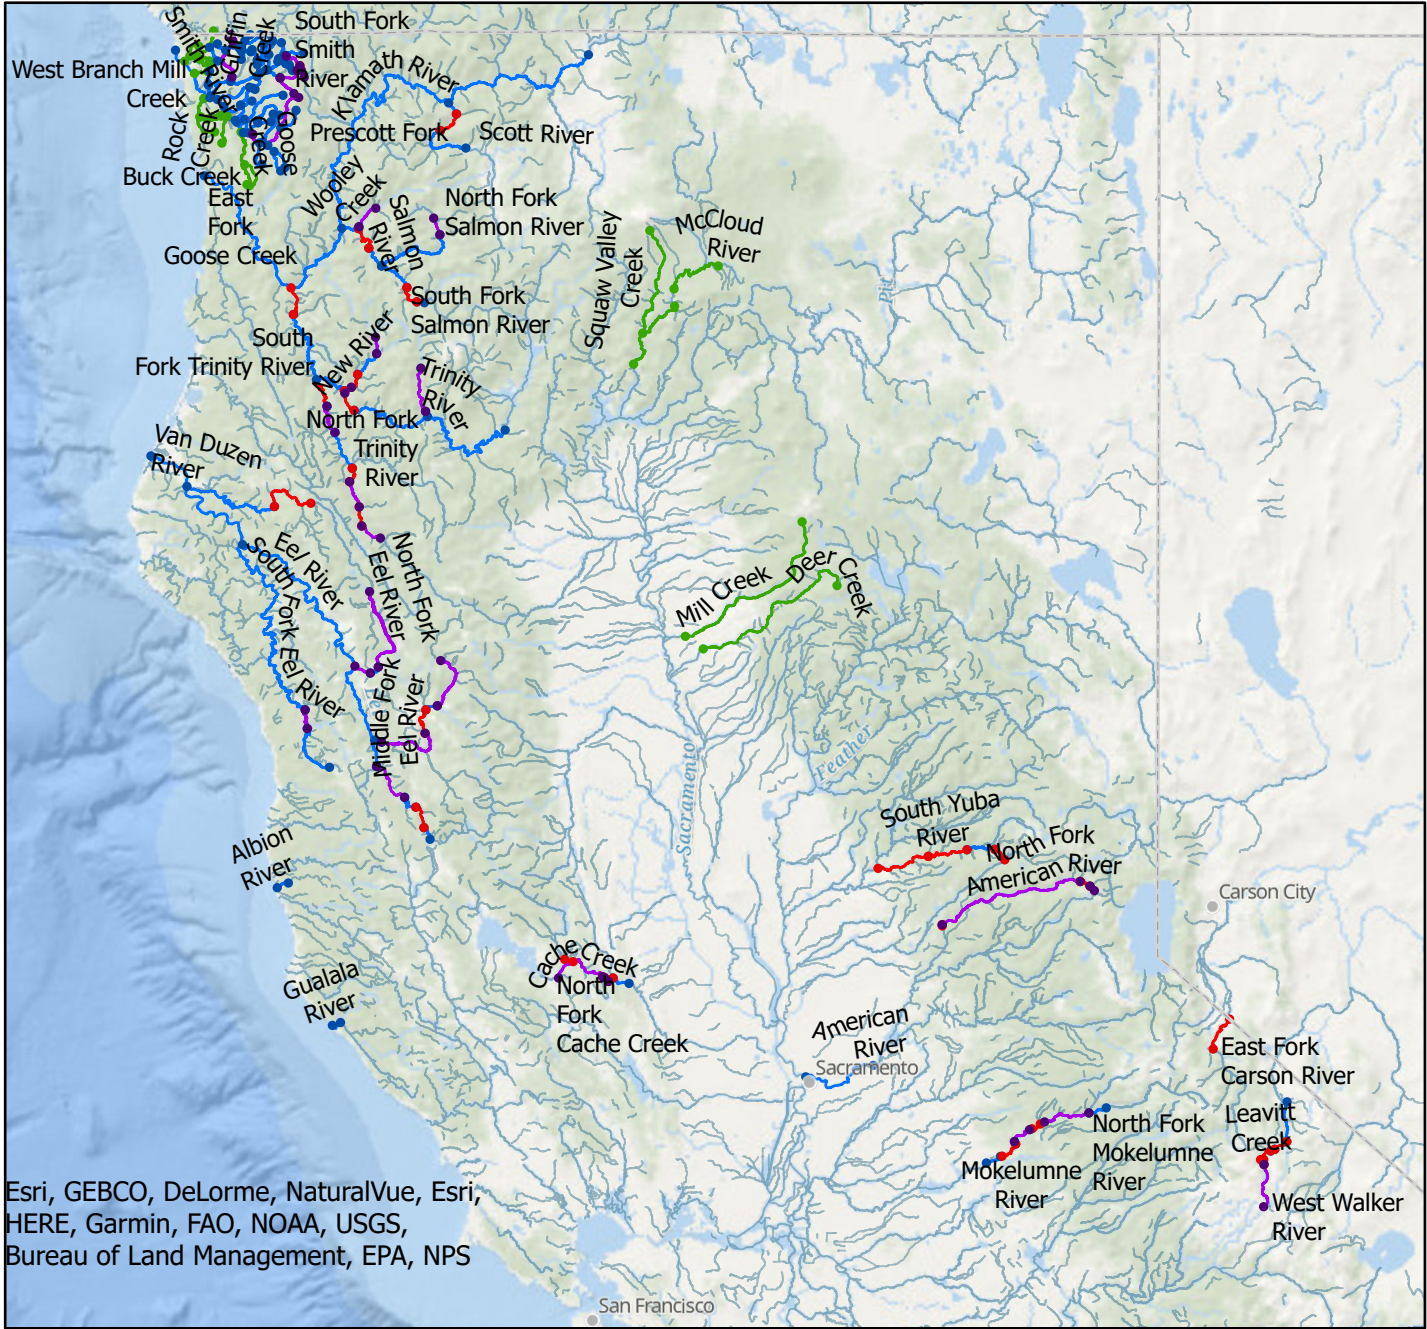 South Fork
Smith
River
Smith River
Griffin
Creek
West Branch Mill
Creek
Klamath River
Rock
Creek
Creek
Goose
Prescott Fork
Scott River
Buck Creek
East
Fork
Goose Creek
Wooley
Creek
Salmon
River
North Fork
Salmon River
Squaw Valley
Creek
McCloud
River
Pit
South Fork
Salmon River
South
Fork Trinity River
New River
Trinity
River
North Fork
Trinity
River
Van Duzen
River
Eel River
South Fork Eel River
North Fork
Eel River
Mill Creek
Deer
Creek
Middle Fork
Eel River
Sacramento
Feather
South Yuba
River
North Fork
American River
Albion
River
Carson City
Cache Creek
North
Fork
Cache Creek
Gualala
River
American
River
Sacramento
East Fork
Carson River
Leavitt
Creek
North Fork
Mokelumne
River
Mokelumne
River
West Walker
River
Esri, GEBCO, DeLorme, NaturalVue, Esri,
HERE, Garmin, FAO, NOAA, USGS,
Bureau of Land Management, EPA, NPS
San Francisco